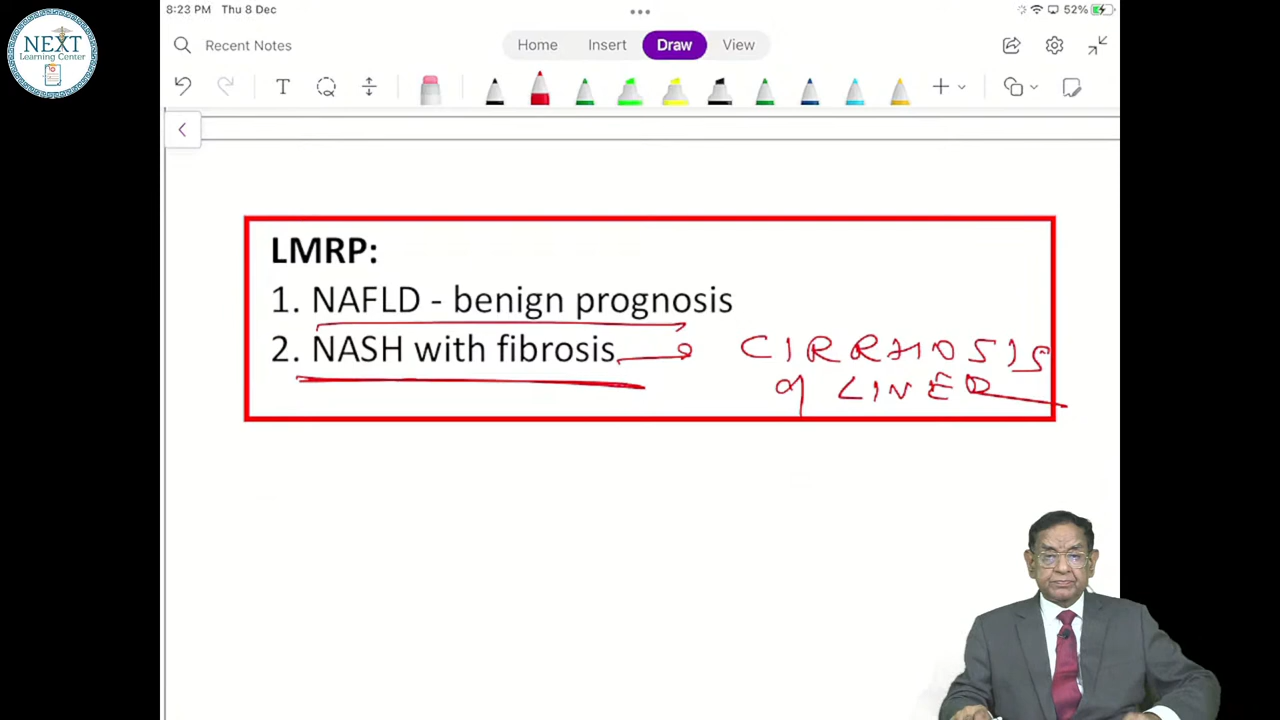 8:23 PM Thu 8 Dec
52%
NEXT
Learning Center
Recent Notes
Home Insert Draw View
LMRP:
1. NAFLD - benign prognosis
2. NASH with fibrosis CIRRHOSIS
of LIVER